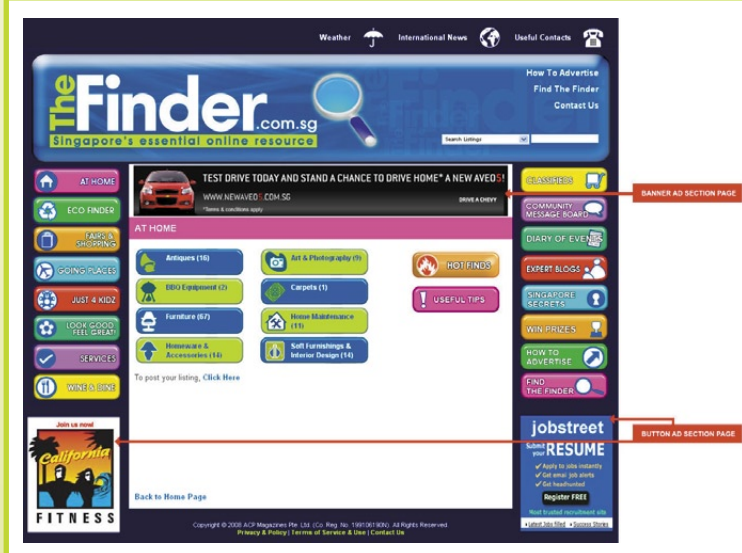 Weather
International News
Useful Contacts
How To Advertise
Find The Finder
Contact Us
The Finder.com.sg
Singapore's essential online resource
Search Listings
AT HOME
ECO FINDER
FAIRS &
SHOPPING
GOING PLACES
JUST 4 KIDZ
LOOK GOOD
FEEL GREAT!
SERVICES
WINE & DINE
TEST DRIVE TODAY AND STAND A CHANCE TO DRIVE HOME* A NEW AVEO5!
WWW.NEWAVEO5.COM.SG
DRIVE A CHEVY
*Terms & conditions apply
AT HOME
Antiques (16)
Art & Photography (9)
BBQ Equipment (2)
Carpets (1)
Furniture (67)
Home Maintenance
(11)
Homeware &
Accessories (14)
Soft Furnishings &
Interior Design (14)
HOT FINDS
USEFUL TIPS
To post your listing, Click Here
Back to Home Page
CLASSIFIEDS
COMMUNITY
MESSAGE BOARD
DIARY OF EVENTS
EXPERT BLOGS
SINGAPORE
SECRETS
WIN PRIZES
HOW TO
ADVERTISE
FIND
THE FINDER
BANNER AD SECTION PAGE
BUTTON AD SECTION PAGE
Join us now!
California
FITNESS
jobstreet
Submit
your RESUME
Apply to jobs instantly
Get email job alerts
Get headhunted
Register FREE
Most trusted recruitment site
Latest Jobs filled
Success Stories
Copyright © 2008 ACP Magazines Pte. Ltd. (Co. Reg. No. 199106190N). All Rights Reserved.
Privacy & Policy | Terms of Service & Use | Contact Us